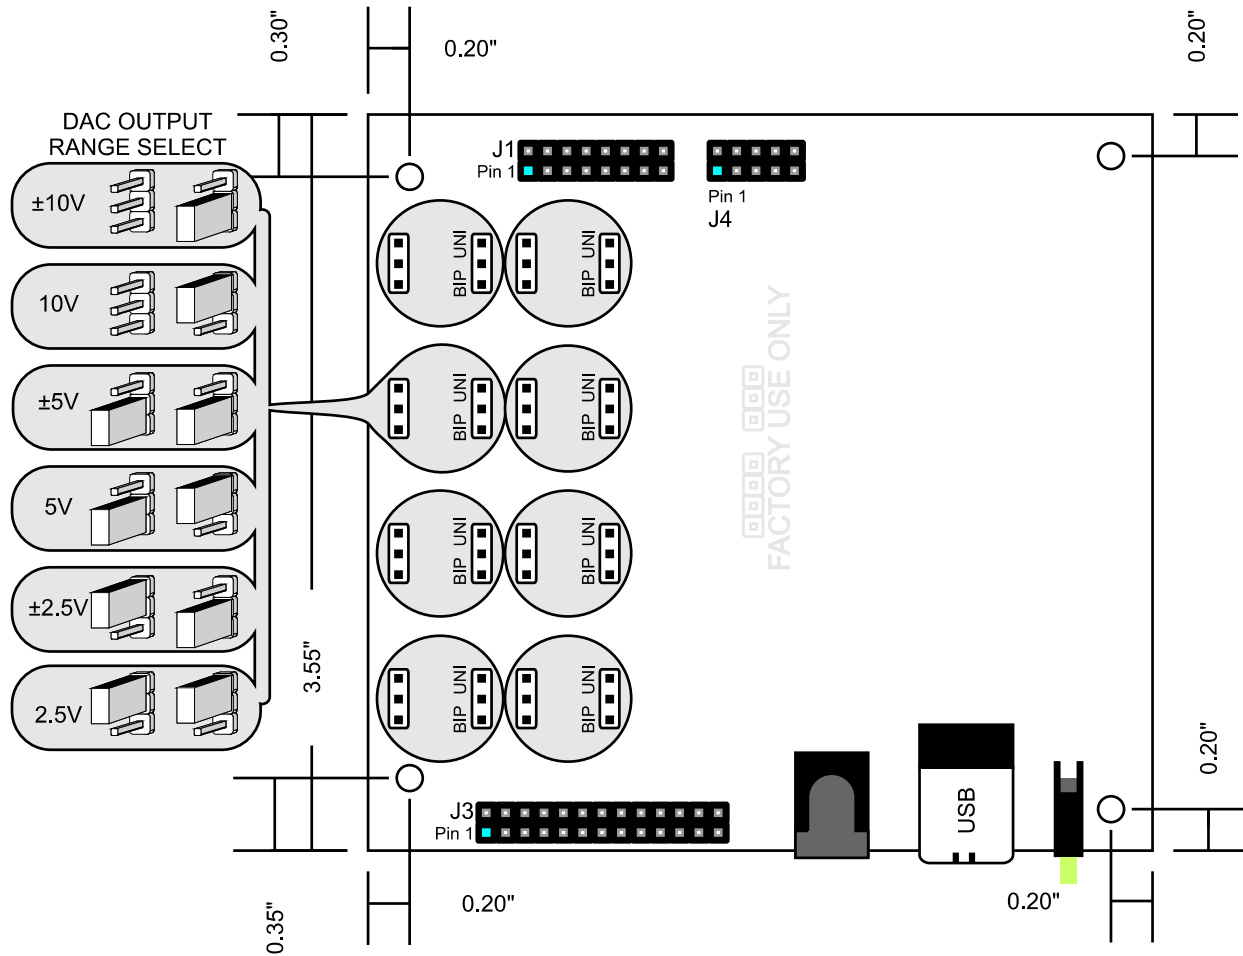 0.30"
0.20"
0.20"
DAC OUTPUT
RANGE SELECT
±10V
10V
±5V
5V
±2.5V
2.5V
J1
Pin 1
Pin 1
J4
BIP UNI
BIP UNI
BIP UNI
BIP UNI
BIP UNI
BIP UNI
BIP UNI
BIP UNI
FACTORY USE ONLY
3.55"
J3
Pin 1
USB
0.20"
0.35"
0.20"
0.20"